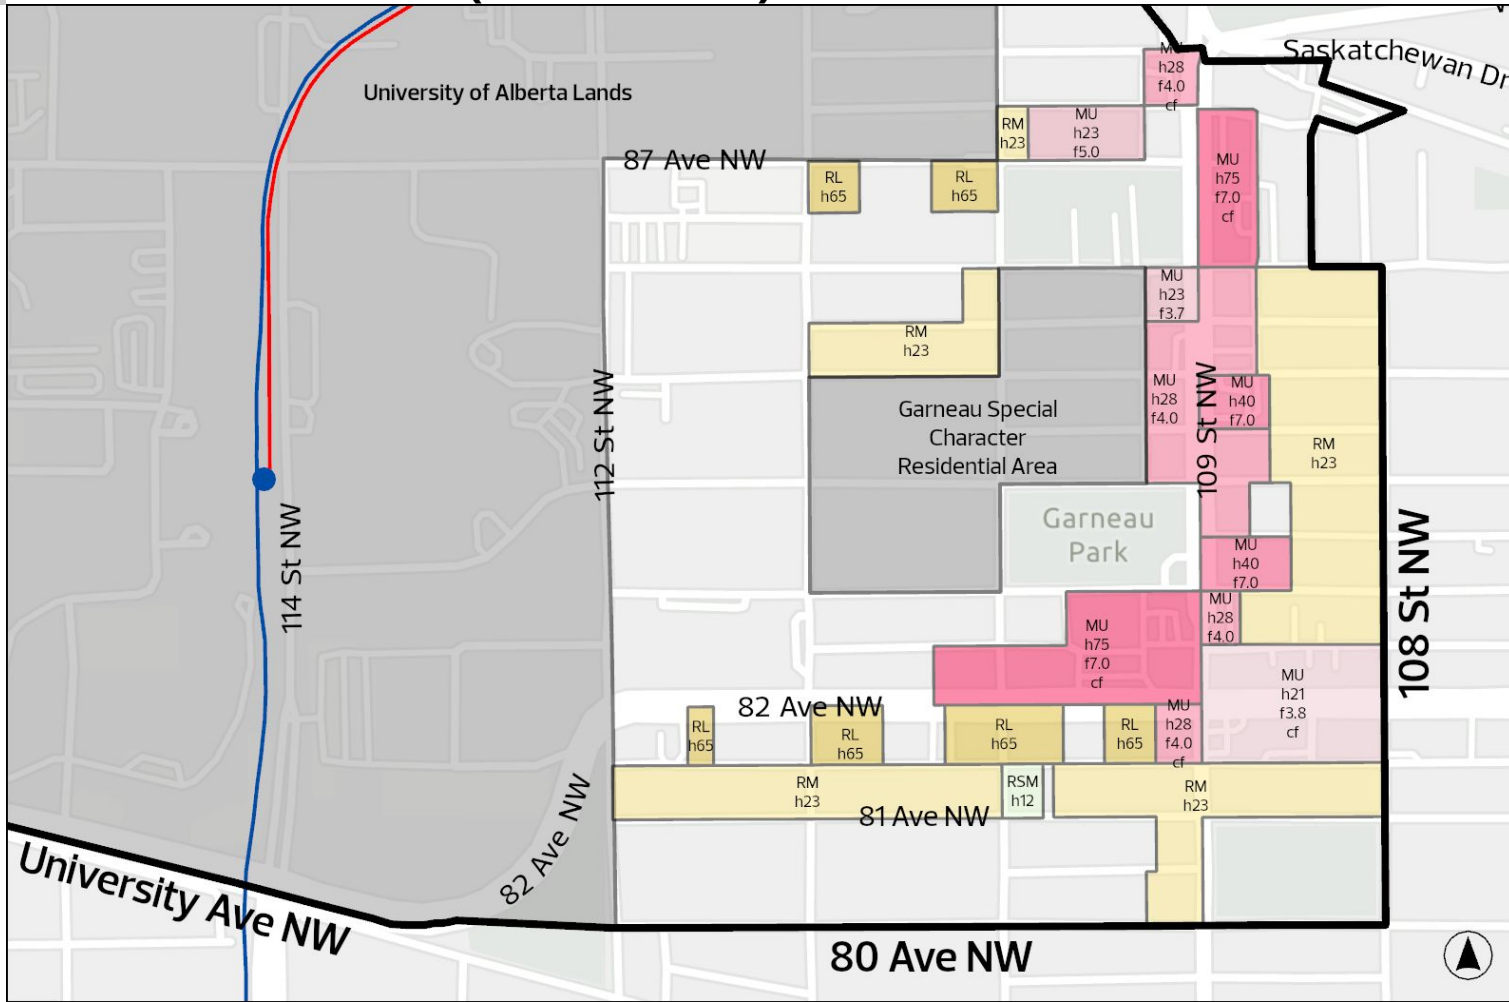 Saskatchewan Dr
University of Alberta Lands
MU
h28
f4.0
cf
RM
h23
MU
h23
f5.0
87 Ave NW
MU
h75
f7.0
cf
RL
h65
RL
h65
MU
h23
f3.7
RM
h23
MU
h28
f4.0
109 St NW
MU
h40
f7.0
112 St NW
Garneau Special
Character
Residential Area
RM
h23
114 St NW
Garneau
Park
108 St NW
MU
h40
f7.0
MU
h28
f4.0
MU
h75
f7.0
cf
MU
h21
f3.8
cf
82 Ave NW
RL
h65
RL
h65
RL
h65
RL
h65
MU
h28
f4.0
cf
RM
h23
RSM
h12
RM
h23
81 Ave NW
82 Ave NW
University Ave NW
80 Ave NW